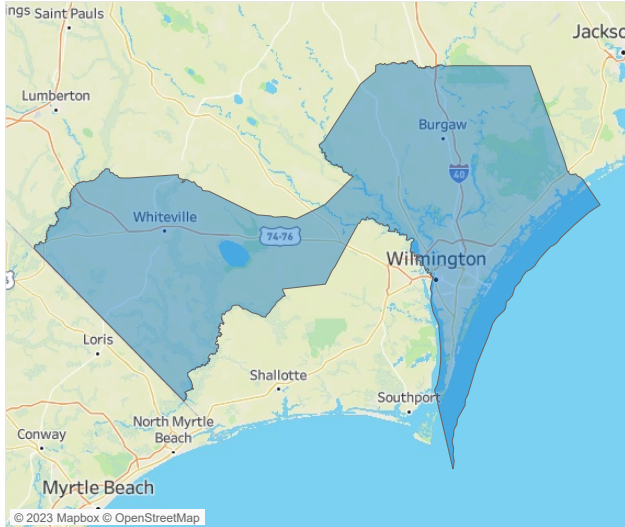 ngs
Saint Pauls
Jackso
Lumberton
Burgaw
40
Whiteville
74-76
Wilmington
Loris
Shallotte
Southport
North Myrtle
Beach
Conway
Myrtle Beach
© 2023 Mapbox © OpenStreetMap